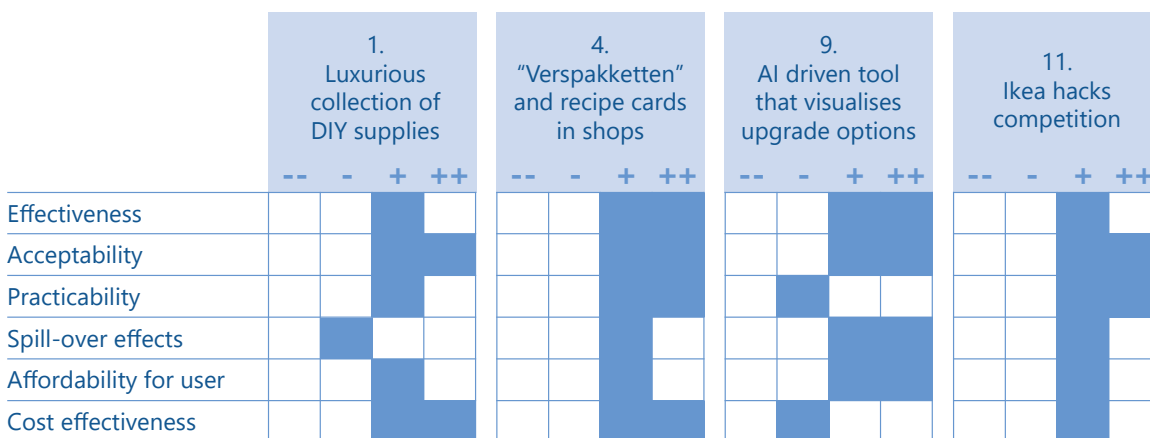 1.
Luxurious
collection of
DIY supplies
4.
“Verspakketten”
and recipe cards
in shops
9.
AI driven tool
that visualises
upgrade options
11.
Ikea hacks
competition
-- - + ++ -- - + ++ -- - + ++ -- - + ++
Effectiveness
Acceptability
Practicability
Spill-over effects
Affordability for user
Cost effectiveness